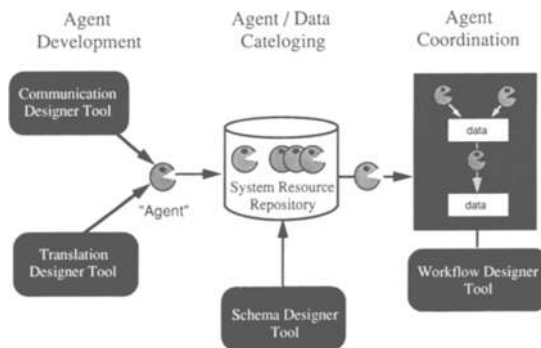 Agent
Development
Agent / Data
Cateloging
Agent
Coordination
Communication
Designer Tool
"Agent"
Translation
Designer Tool
System Resource
Repository
Schema Designer
Tool
data
data
Workflow Designer
Tool